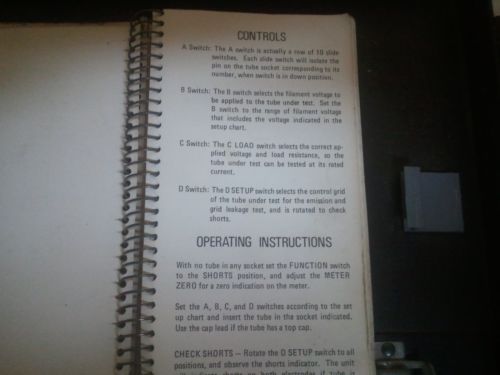 CONTROLS
A Switch: The A switch is actually a row of 10 slide
switches. Each slide switch will isolate the
pin on the tube socket corresponding to its
number, when switch is in down position.
B Switch: The B switch selects the filament voltage to
be applied to the tube under test. Set the
B switch to the range of filament voltage
that includes the voltage indicated in the
setup chart.
C Switch: The C LOAD switch selects the correct ap-
plied voltage and load resistance, so the
tube under test can be tested at its rated
current.
D Switch: The D SETUP switch selects the control grid
of the tube under test for the emission and
grid leakage test, and is rotated to check
shorts.
OPERATING INSTRUCTIONS
With no tube in any socket set the FUNCTION switch
to the SHORTS position, and adjust the METER
ZERO for a zero indication on the meter.
Set the A, B, C, and D switches according to the set
up chart and insert the tube in the socket indicated.
Use the cap lead if the tube has a top cap.
CHECK SHORTS – Rotate the D SETUP switch to all
positions, and observe the shorts indicator. The unit
will indicate shorts on both electrodes if tube is